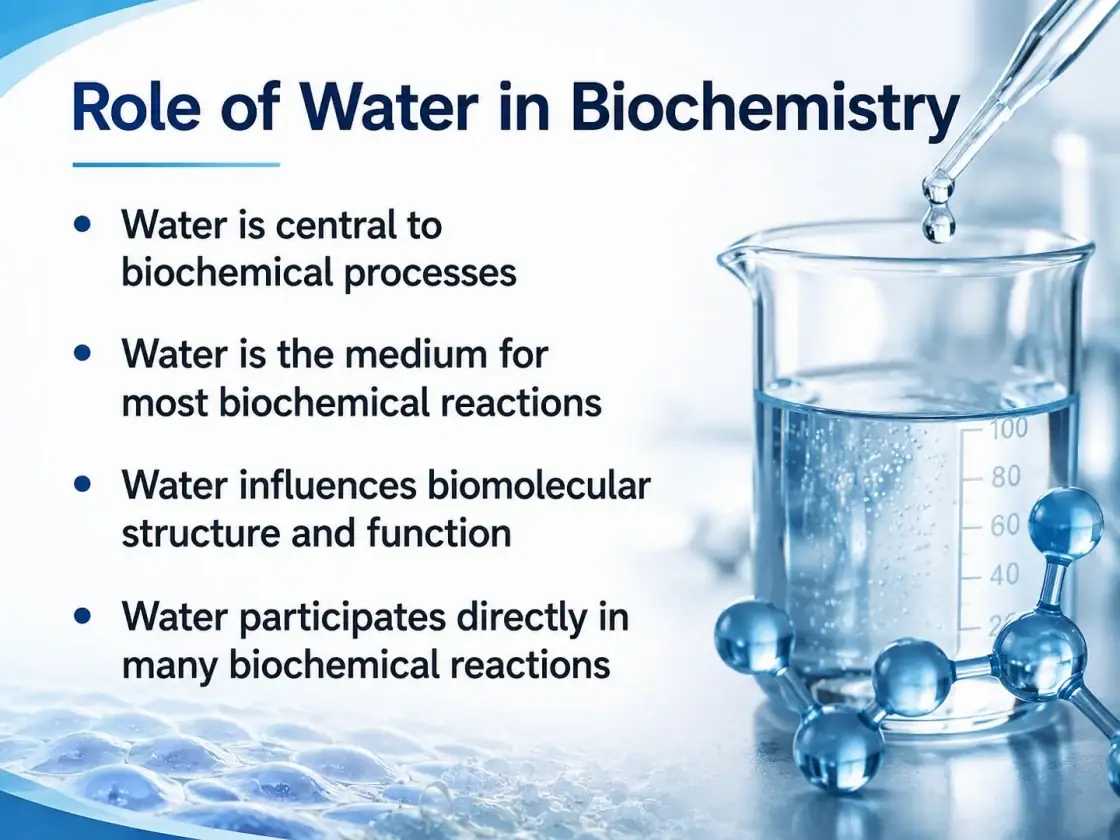 Role of Water in Biochemistry
• Water is central to
biochemical processes
• Water is the medium for
most biochemical reactions
• Water influences biomolecular
structure and function
• Water participates directly in
many biochemical reactions
100
80
60
40